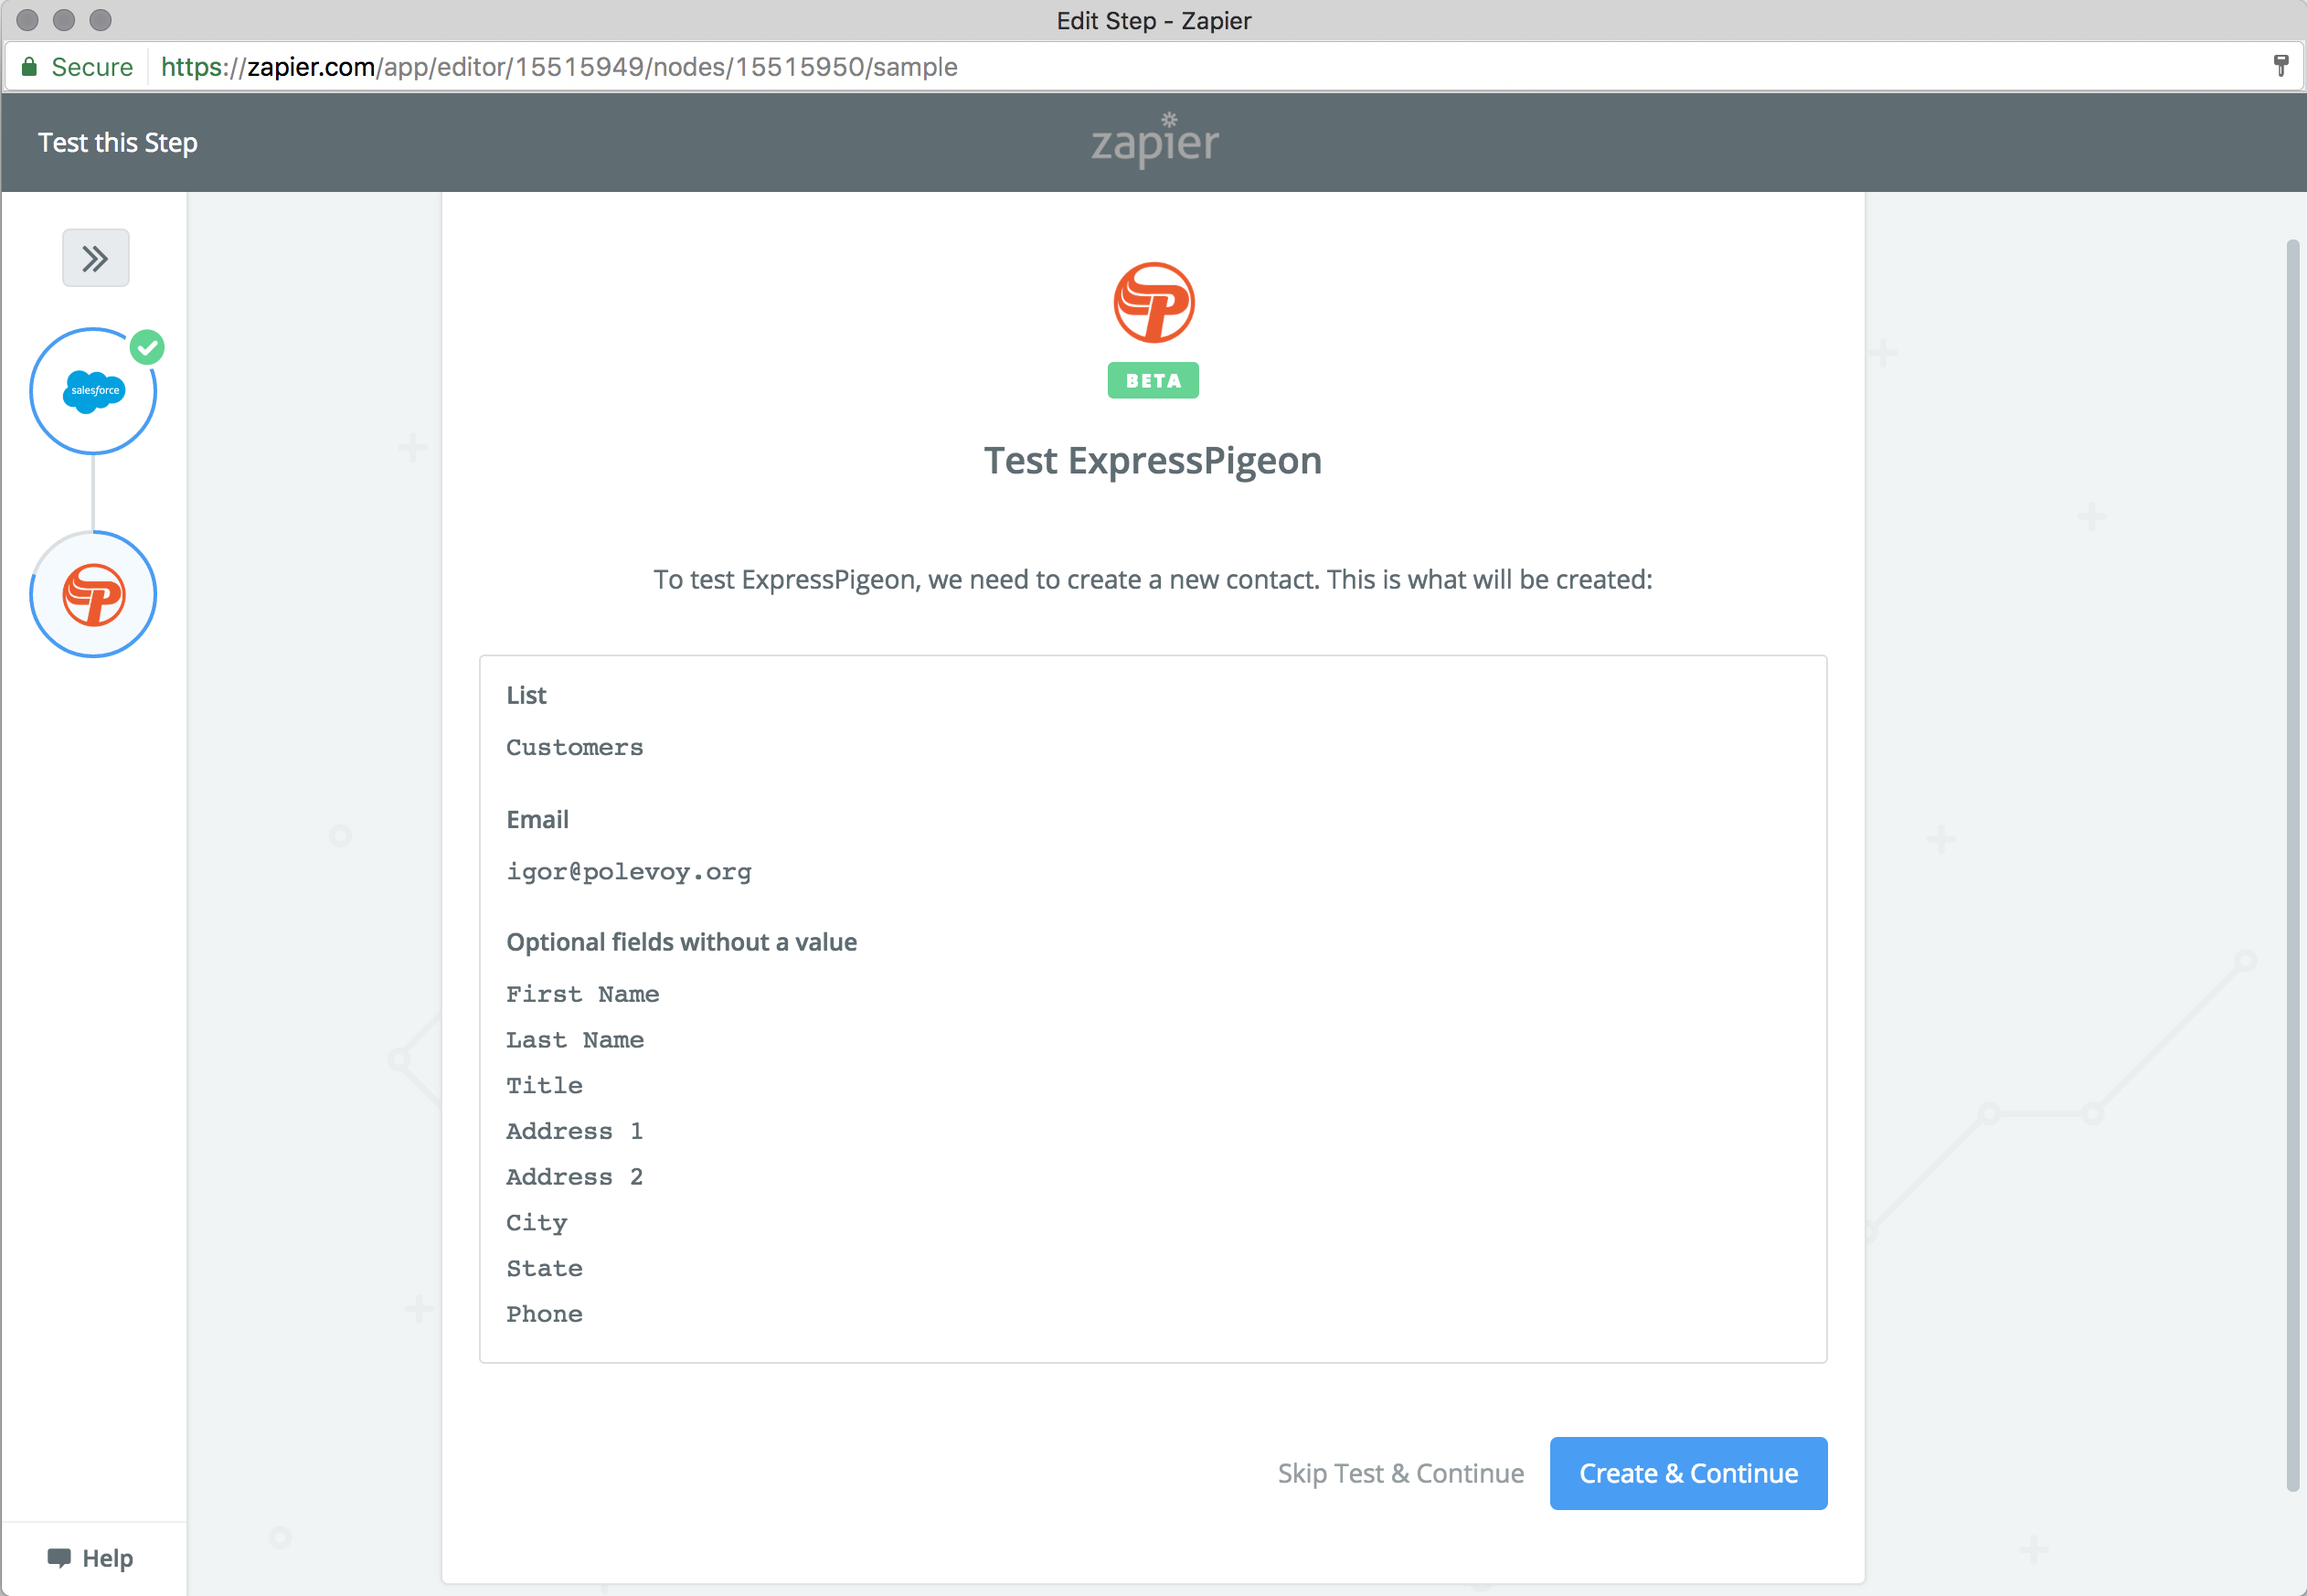 Edit Step - Zapier
Secure https://zapier.com/app/editor/15515949/nodes/15515950/sample
Test this Step
zapier
salesforce
BETA
Test ExpressPigeon
To test ExpressPigeon, we need to create a new contact. This is what will be created:
List
Customers
Email
igor@polevoy.org
Optional fields without a value
First Name
Last Name
Title
Address 1
Address 2
City
State
Phone
Skip Test & Continue
Create & Continue
Help